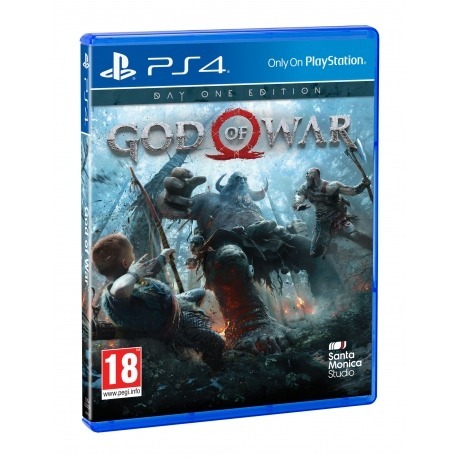 PS4
Only On PlayStation®
DAY ONE EDITION
GOD OF WAR
God of War
18
www.pegi.info
Santa
Monica
Studio